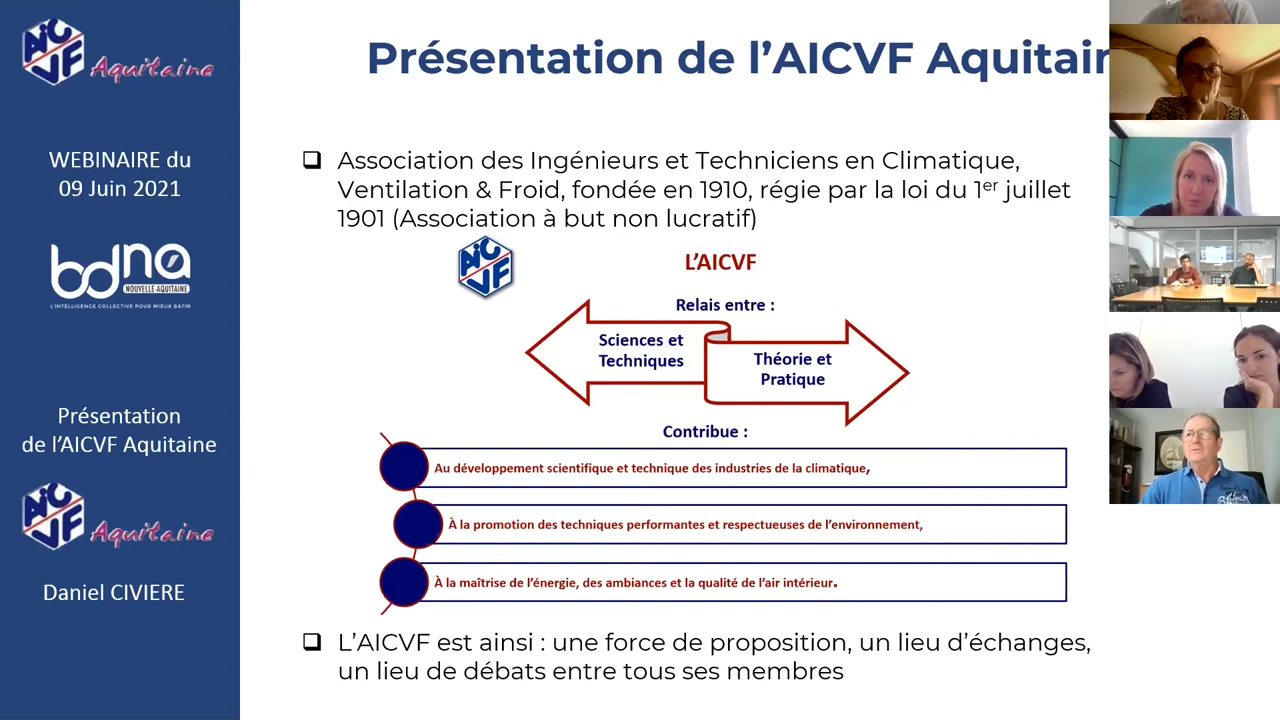 AICVF
Aquitaine
WEBINAIRE du
09 Juin 2021
bdna
NOUVELLE-AQUITAINE
L'INTELLIGENCE COLLECTIVE POUR MIEUX BÂTIR
Présentation
de l'AICVF Aquitaine
AICVF
Aquitaine
Daniel CIVIERE
Présentation de l'AICVF Aquitain
❑ Association des Ingénieurs et Techniciens en Climatique,
Ventilation & Froid, fondée en 1910, régie par la loi du 1er juillet
1901 (Association à but non lucratif)
AICVF
L'AICVF
Relais entre :
Sciences et
Techniques
Théorie et
Pratique
Contribue :
Au développement scientifique et technique des industries de la climatique,
À la promotion des techniques performantes et respectueuses de l'environnement,
À la maîtrise de l'énergie, des ambiances et la qualité de l'air intérieur.
❑ L'AICVF est ainsi : une force de proposition, un lieu d'échanges,
un lieu de débats entre tous ses membres